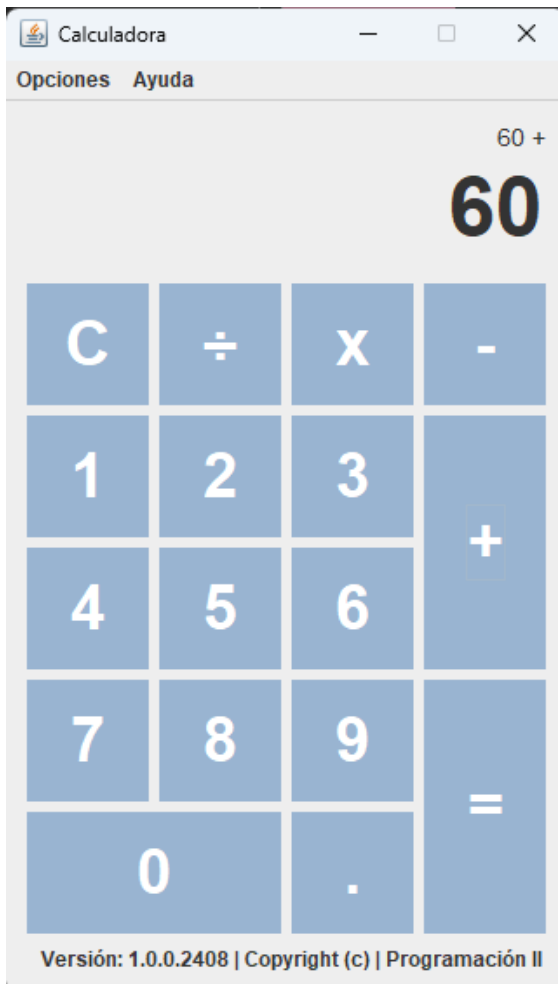 Calculadora
Opciones Ayuda
60 +
60
C ÷ x -
1 2 3 +
4 5 6
7 8 9 =
0 .
Versión: 1.0.0.2408 | Copyright (c) | Programación II